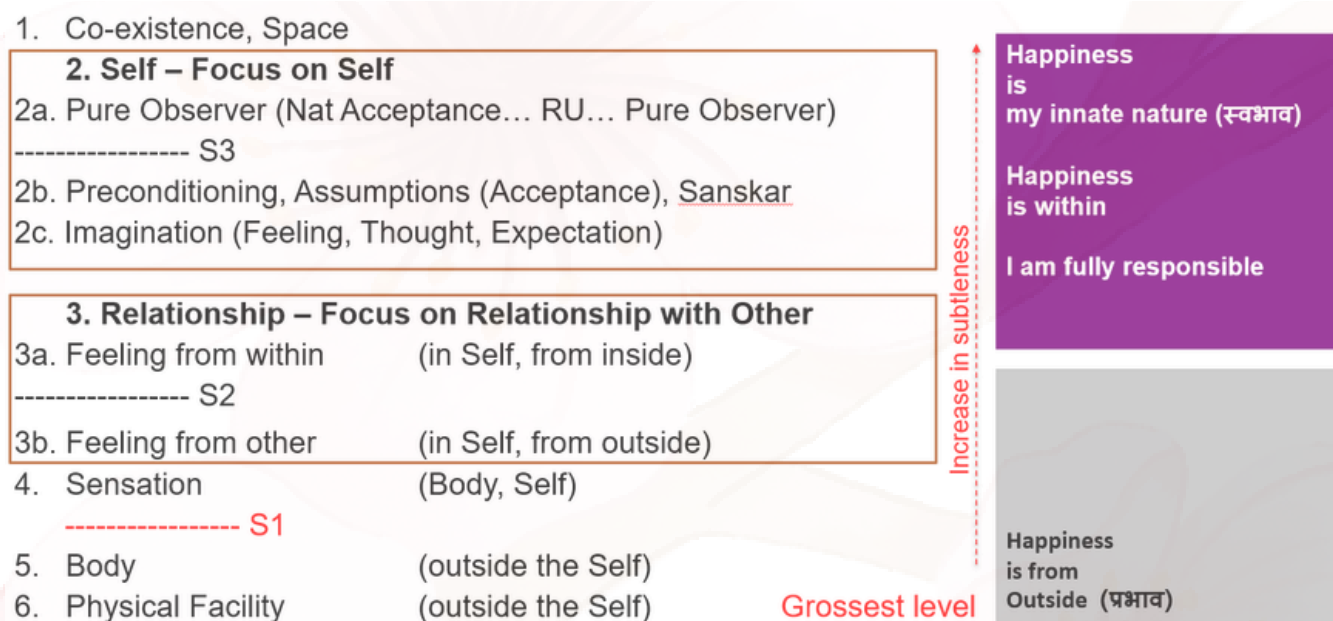 1. Co-existence, Space
2. Self – Focus on Self
2a. Pure Observer (Nat Acceptance… RU… Pure Observer)
----------------- S3
2b. Preconditioning, Assumptions (Acceptance), Sanskar
2c. Imagination (Feeling, Thought, Expectation)
3. Relationship – Focus on Relationship with Other
3a. Feeling from within (in Self, from inside)
----------------- S2
3b. Feeling from other (in Self, from outside)
4. Sensation (Body, Self)
----------------- S1
5. Body (outside the Self)
6. Physical Facility (outside the Self)
Grossest level
Increase in subtleness
Happiness
is
my innate nature (स्वभाव)
Happiness
is within
I am fully responsible
Happiness
is from
Outside (प्रभाव)